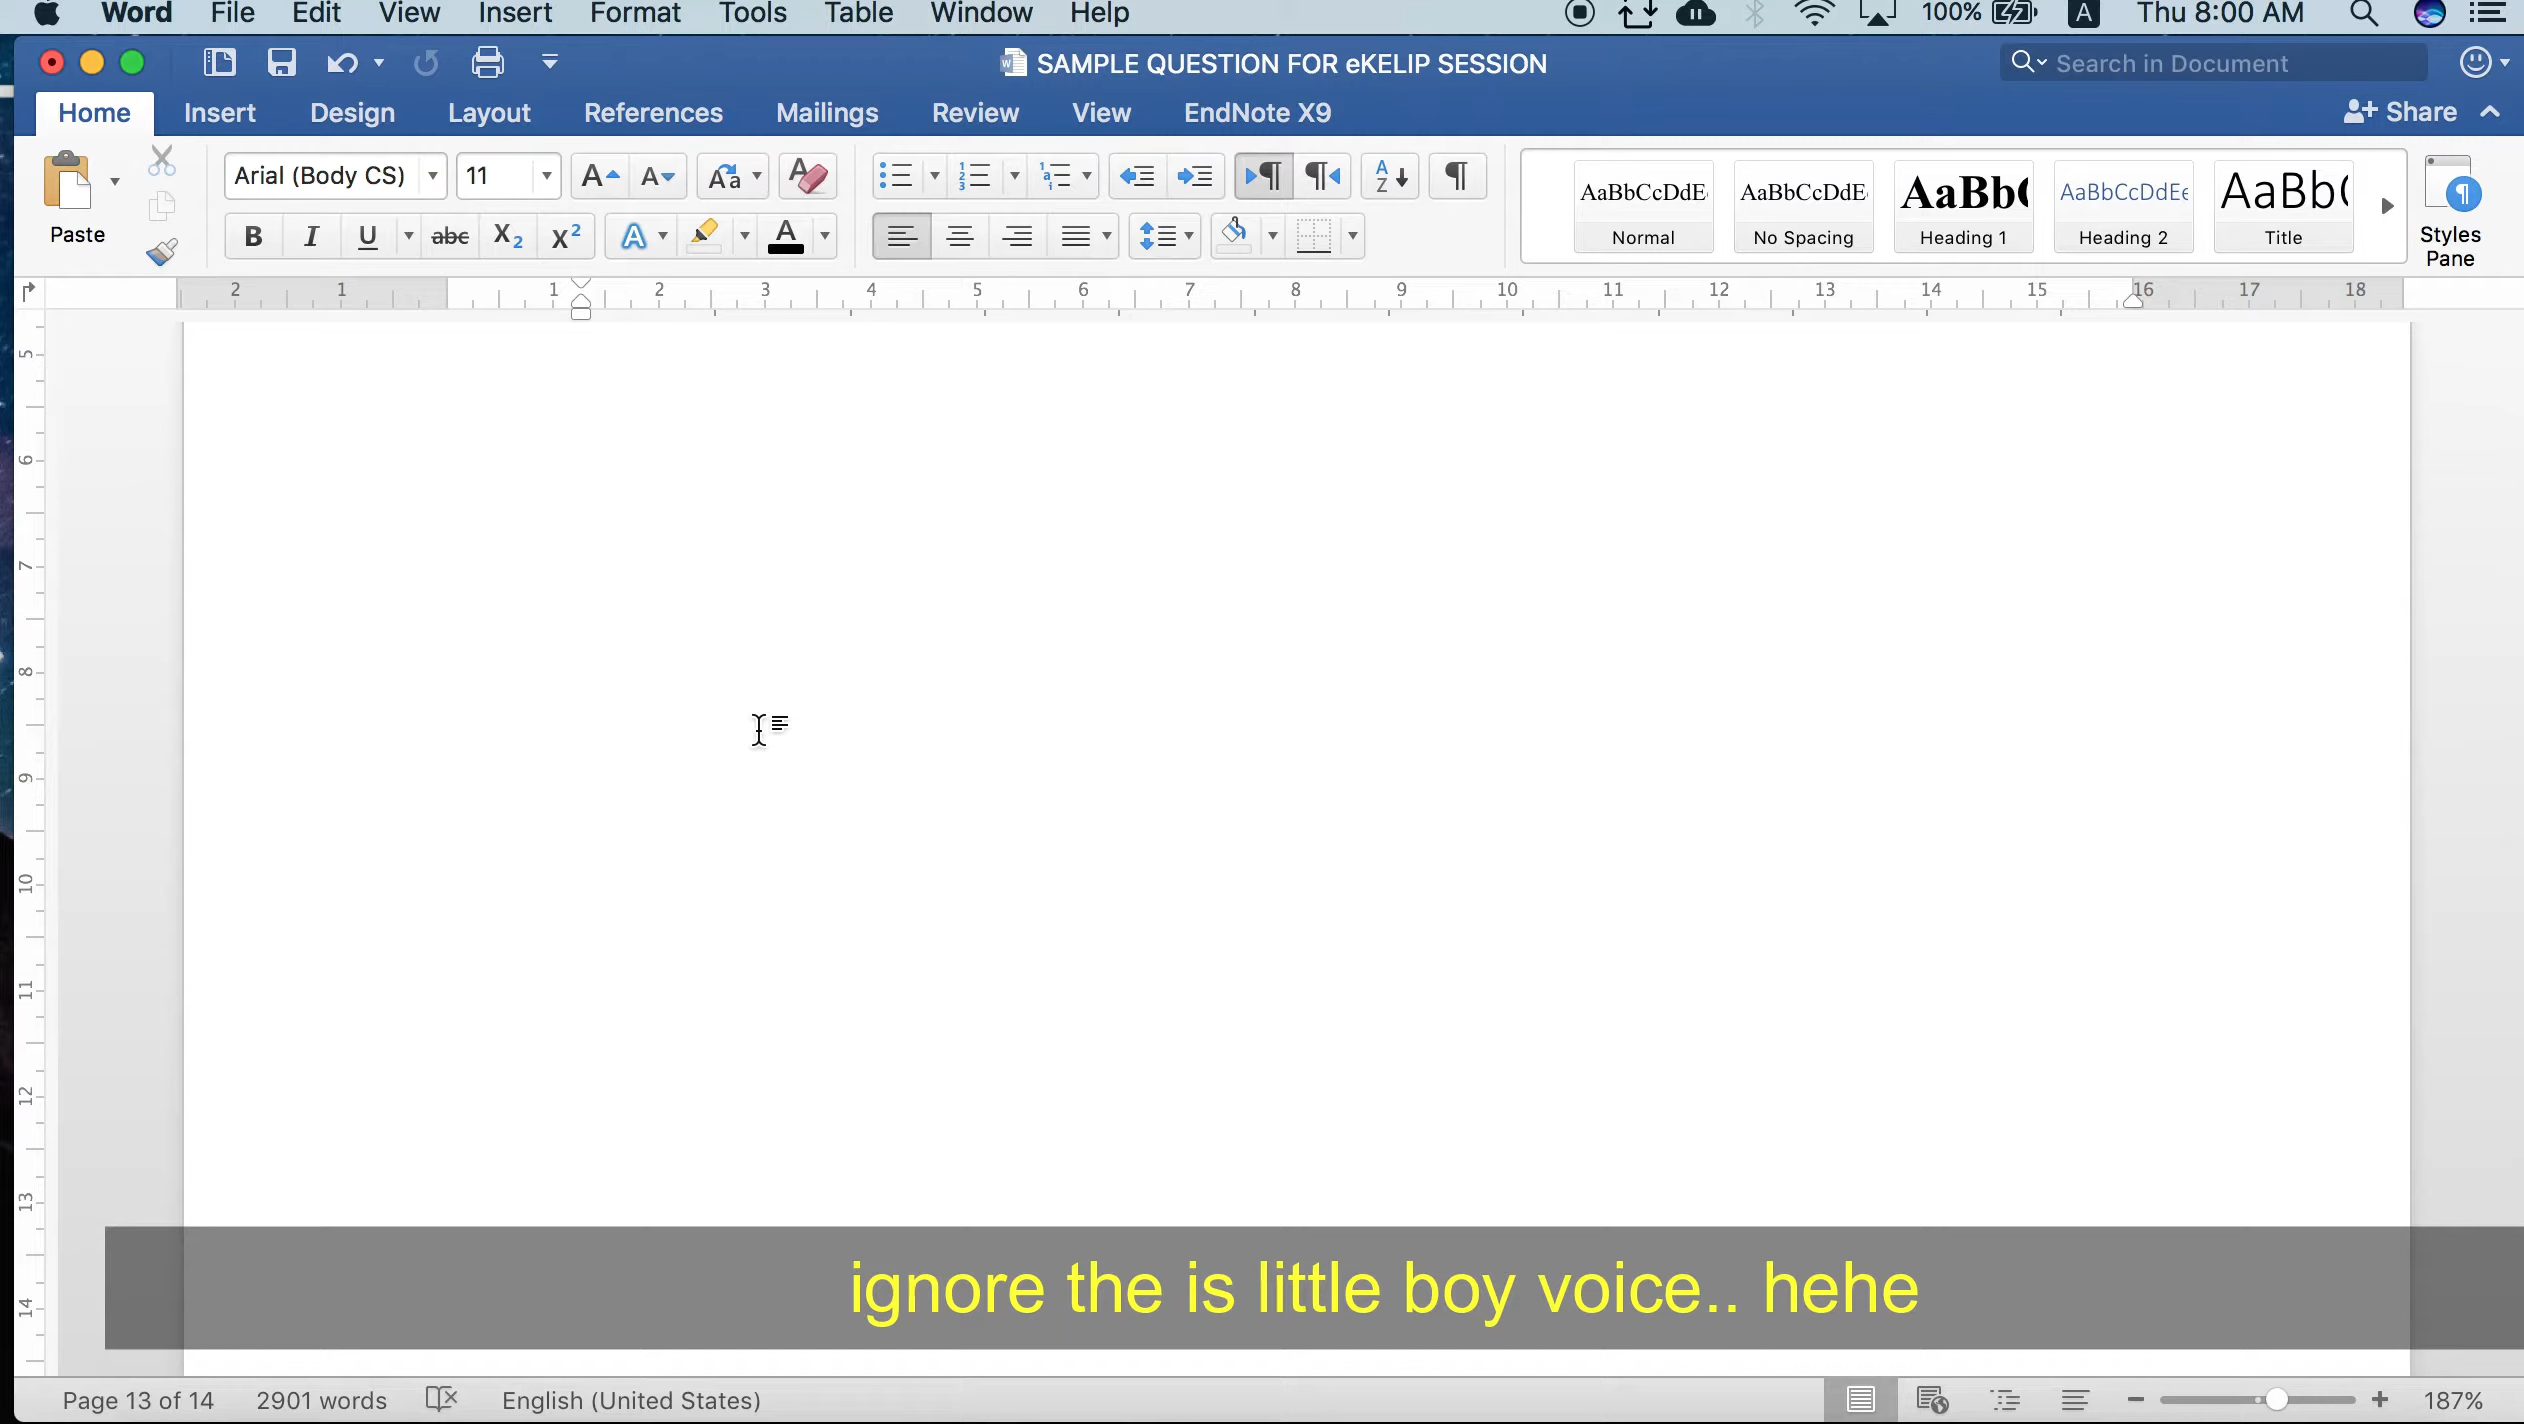 Word File Edit View Insert Format Tools Table Window Help 100% A Thu 8:00 AM
SAMPLE QUESTION FOR eKELIP SESSION Search in Document
Home Insert Design Layout References Mailings Review View EndNote X9 Share
Paste Arial (Body CS) 11 A A Aa A
B I U abc X2 X2 A A
AaBbCcDdE AaBbCcDdE AaBb( AaBbCcDdEe AaBb(
Normal No Spacing Heading 1 Heading 2 Title
Styles Pane
2 1 1 2 3 4 5 6 7 8 9 10 11 12 13 14 15 16 17 18
5
6
7
8
9
10
11
12
13
14
ignore the is little boy voice.. hehe
Page 13 of 14 2901 words English (United States) 187%